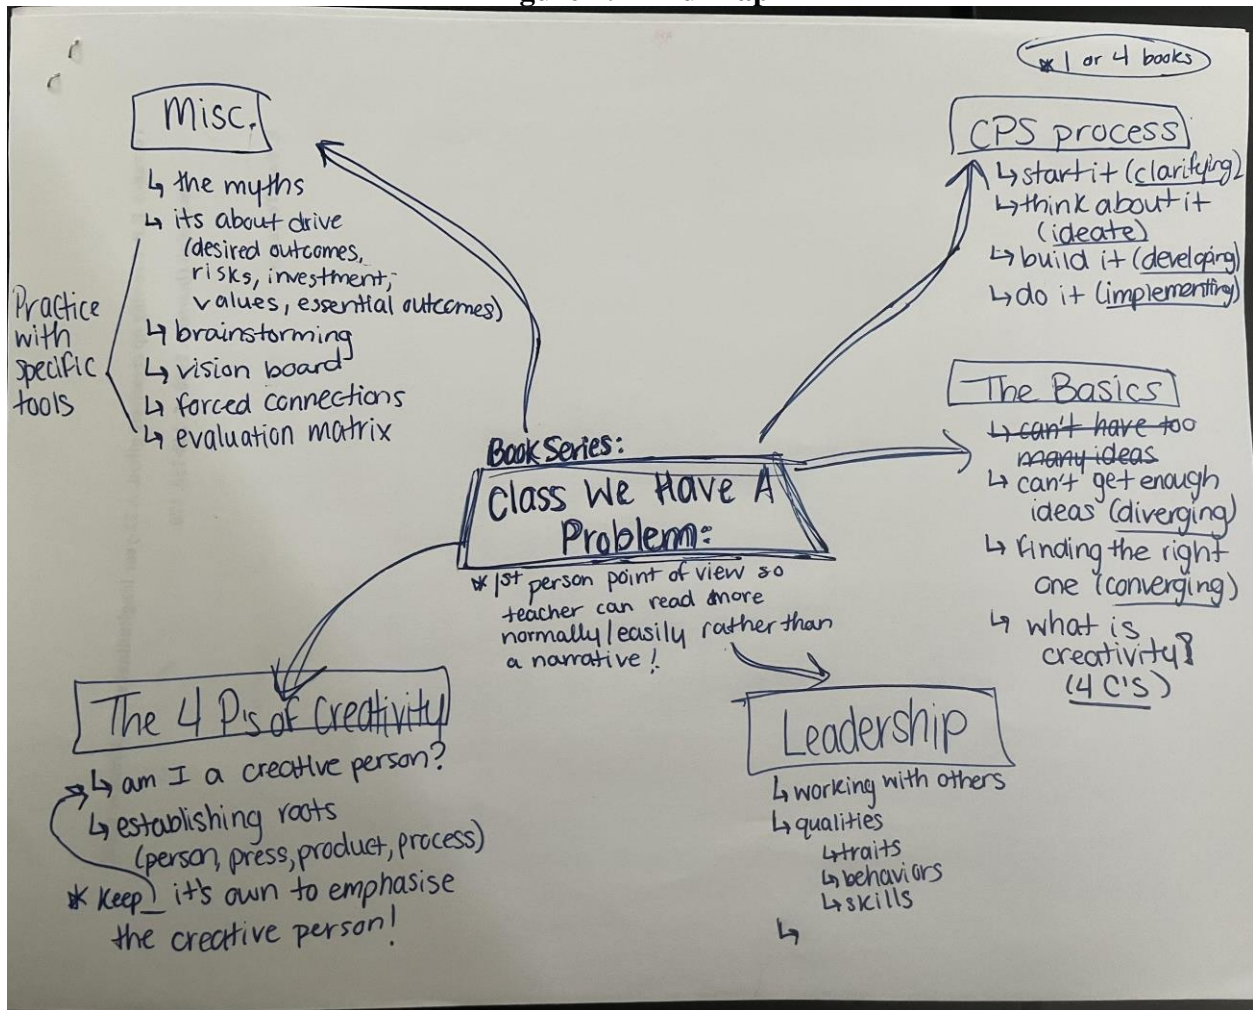 * 1 or 4 books
Misc.
↳ the myths
↳ its about drive
(desired outcomes,
risks, investment,
values, essential outcomes)
↳ brainstorming
↳ vision board
↳ forced connections
↳ evaluation matrix
Practice
with
specific
tools
CPS process
↳ start it (clarifying)
↳ think about it
(ideate)
↳ build it (developing)
↳ do it (implementing)
The Basics
↳ can't have too
many ideas
↳ can't get enough
ideas (diverging)
↳ finding the right
one (converging)
↳ what is
creativity?
(4 C's)
Book Series:
Class We Have A
Problem:
* 1st person point of view so
teacher can read more
normally/easily rather than
a narrative!
The 4 P's of Creativity
↳ am I a creative person?
↳ establishing roots
(person, press, product, process)
* Keep _ it's own to emphasise
the creative person!
Leadership
↳ working with others
↳ qualities
↳ traits
↳ behaviors
↳ skills
↳